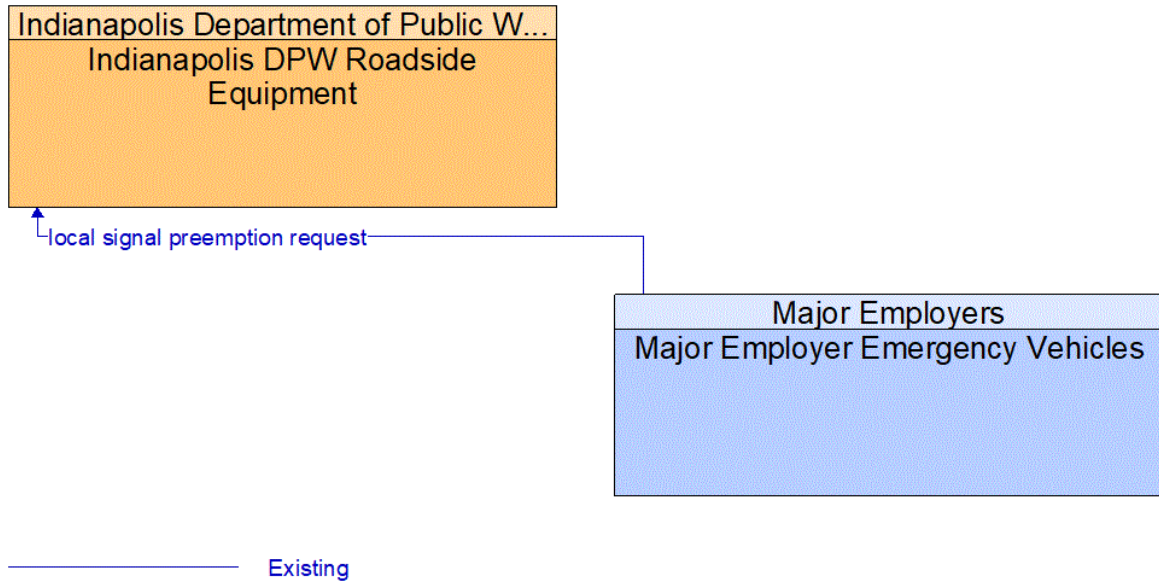 Indianapolis Department of Public W...
Indianapolis DPW Roadside
Equipment
local signal preemption request
Major Employers
Major Employer Emergency Vehicles
Existing